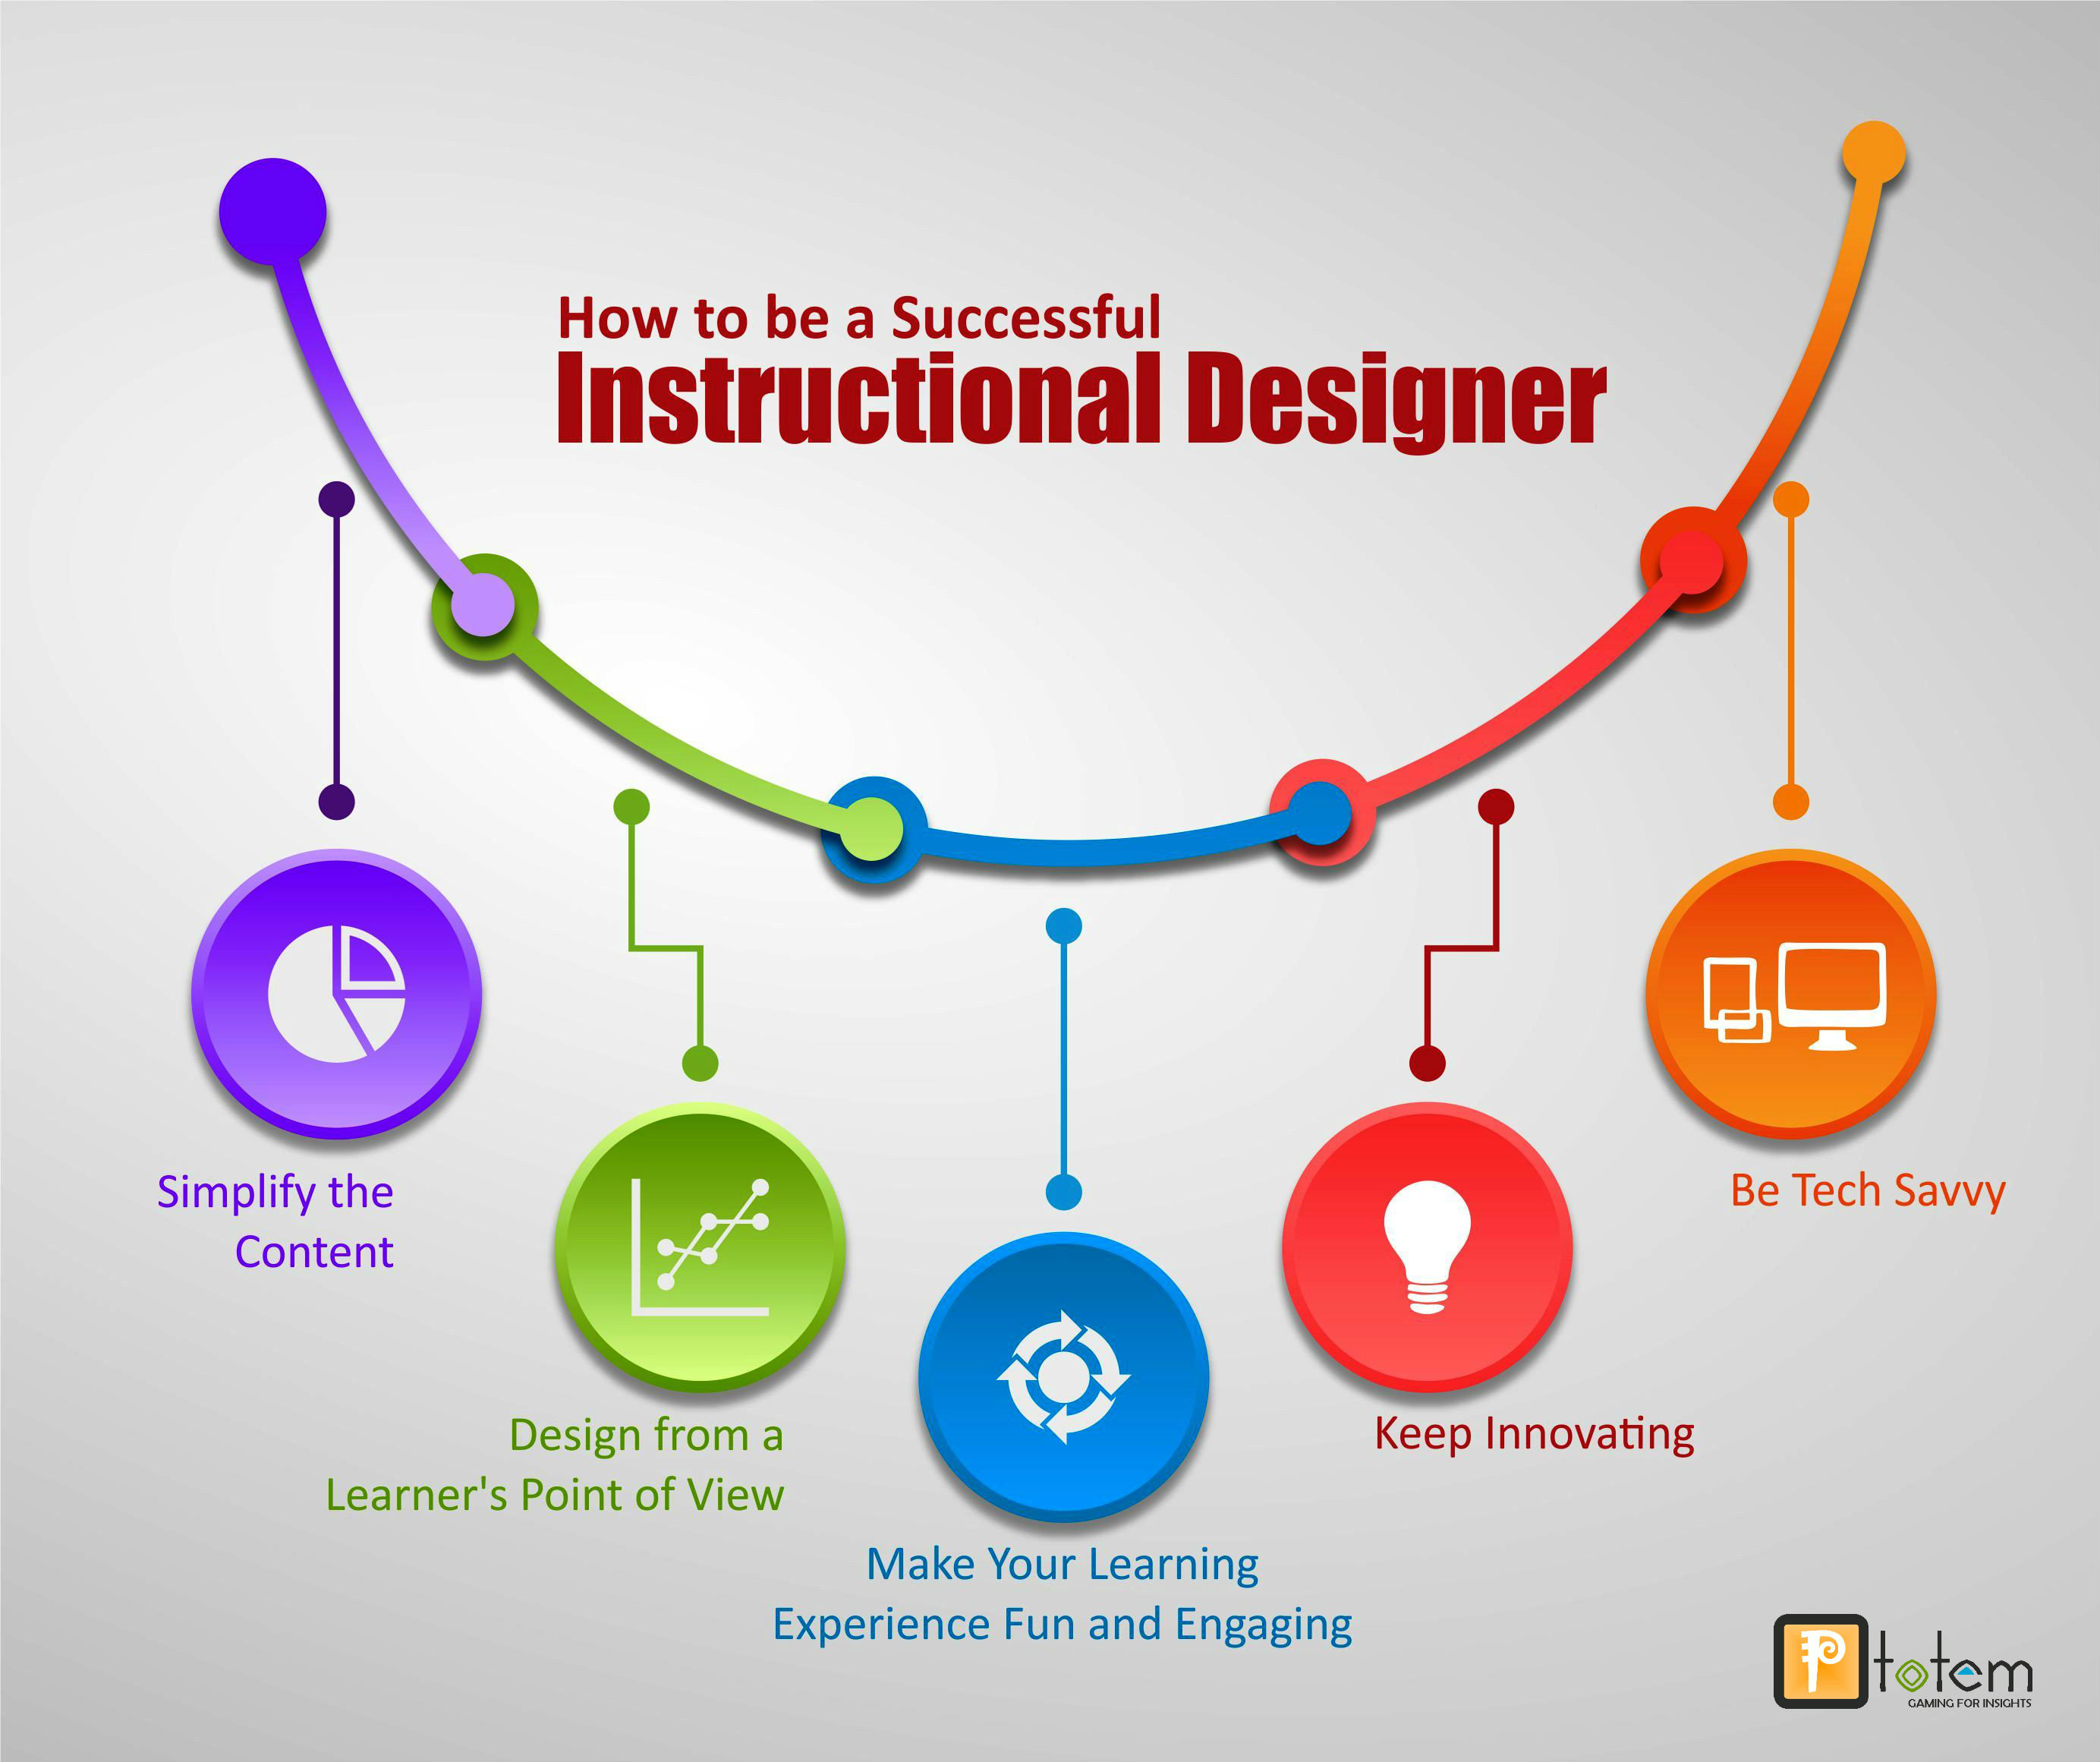 How to be a Successful
Instructional Designer
Simplify the
Content
Design from a
Learner's Point of View
Make Your Learning
Experience Fun and Engaging
Keep Innovating
Be Tech Savvy
P totem
GAMING FOR INSIGHTS